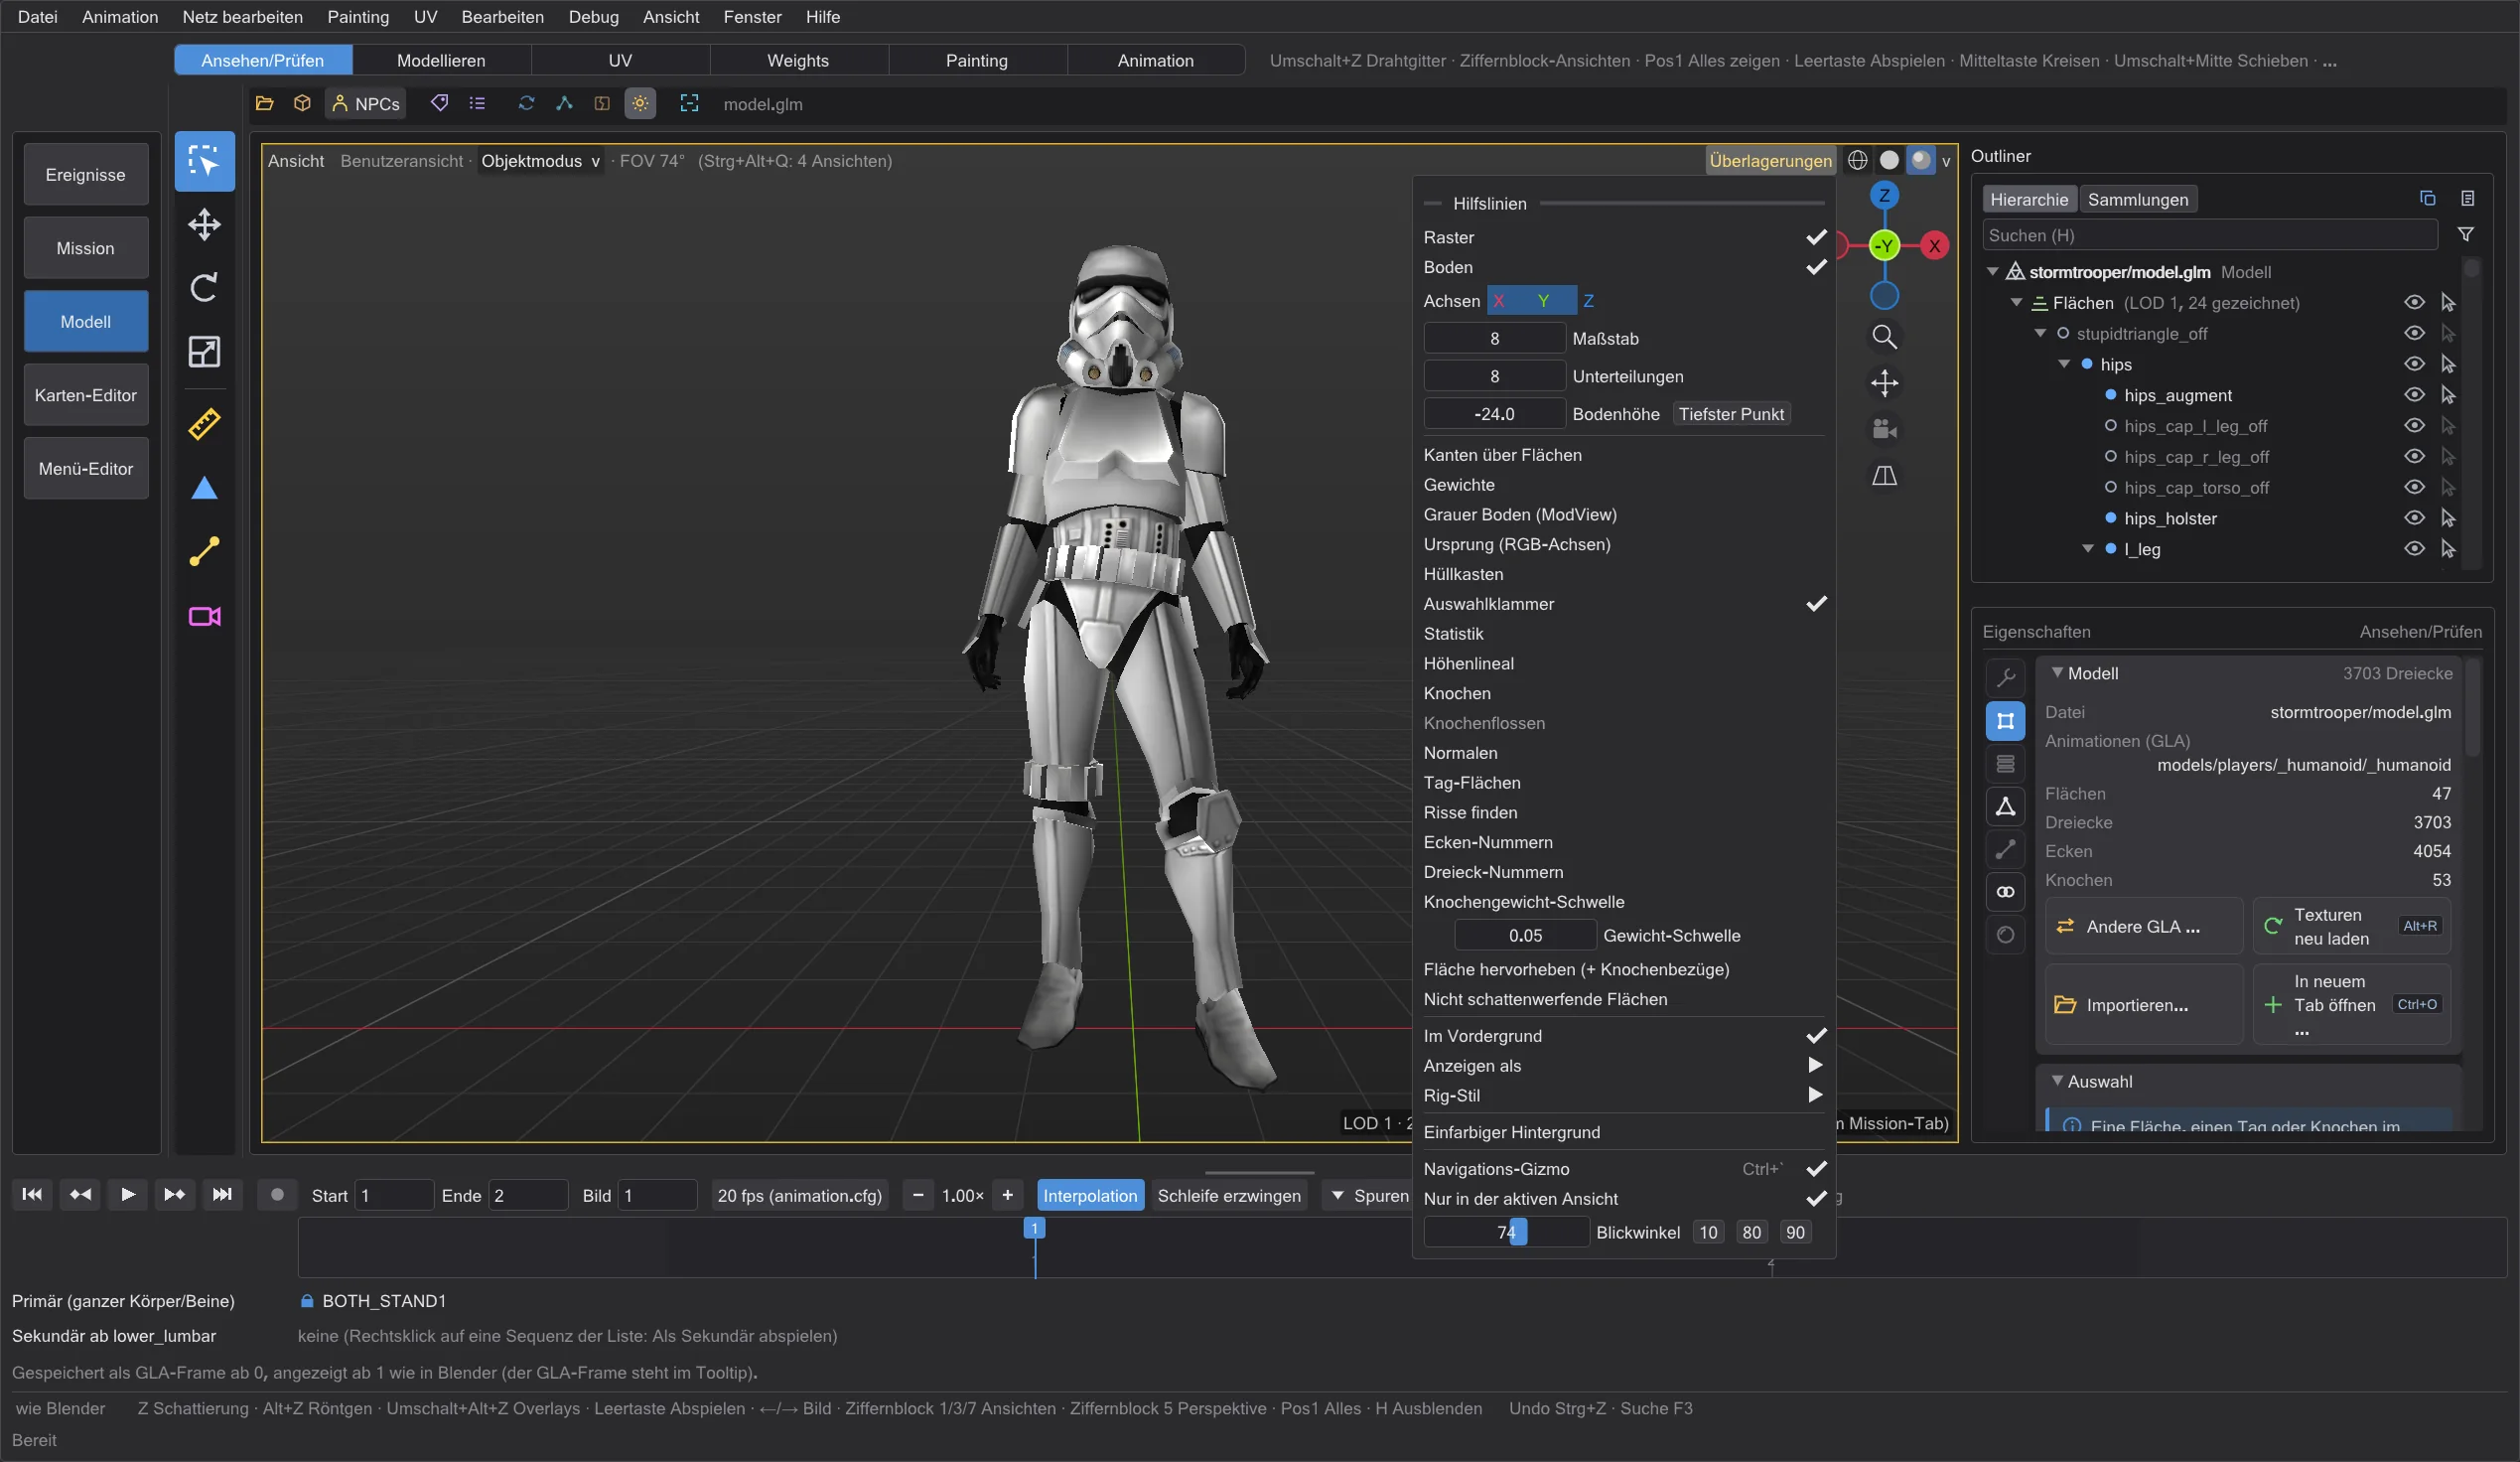 Datei Animation Netz bearbeiten Painting UV Bearbeiten Debug Ansicht Fenster Hilfe
Ansehen/Prüfen Modellieren UV Weights Painting Animation Umschalt+Z Drahtgitter · Ziffernblock-Ansichten · Pos1 Alles zeigen · Leertaste Abspielen · Mitteltaste Kreisen · Umschalt+Mitte Schieben · ...
NPCs model.glm
Ereignisse
Mission
Modell
Karten-Editor
Menü-Editor
Ansicht Benutzeransicht · Objektmodus v · FOV 74° (Strg+Alt+Q: 4 Ansichten) Überlagerungen v
Z
-Y
X
Hilfslinien
Raster
Boden
Achsen X Y Z
8 Maßstab
8 Unterteilungen
-24.0 Bodenhöhe Tiefster Punkt
Kanten über Flächen
Gewichte
Grauer Boden (ModView)
Ursprung (RGB-Achsen)
Hüllkasten
Auswahlklammer
Statistik
Höhenlineal
Knochen
Knochenflossen
Normalen
Tag-Flächen
Risse finden
Ecken-Nummern
Dreieck-Nummern
Knochengewicht-Schwelle
0.05 Gewicht-Schwelle
Fläche hervorheben (+ Knochenbezüge)
Nicht schattenwerfende Flächen
Im Vordergrund
Anzeigen als
Rig-Stil
Einfarbiger Hintergrund
Navigations-Gizmo Ctrl+`
Nur in der aktiven Ansicht
74 Blickwinkel 10 80 90
LOD 1 · 2
Mission-Tab)
Outliner
Hierarchie Sammlungen
Suchen (H)
stormtrooper/model.glm Modell
Flächen (LOD 1, 24 gezeichnet)
stupidtriangle_off
hips
hips_augment
hips_cap_l_leg_off
hips_cap_r_leg_off
hips_cap_torso_off
hips_holster
l_leg
Eigenschaften Ansehen/Prüfen
Modell 3703 Dreiecke
Datei stormtrooper/model.glm
Animationen (GLA)
models/players/_humanoid/_humanoid
Flächen 47
Dreiecke 3703
Ecken 4054
Knochen 53
Andere GLA ...
Texturen neu laden Alt+R
Importieren...
In neuem Tab öffnen ... Ctrl+O
Auswahl
Eine Fläche, einen Tag oder Knochen im
Start 1 Ende 2 Bild 1 20 fps (animation.cfg) − 1.00× + Interpolation Schleife erzwingen Spuren
1
2
Primär (ganzer Körper/Beine) BOTH_STAND1
Sekundär ab lower_lumbar keine (Rechtsklick auf eine Sequenz der Liste: Als Sekundär abspielen)
Gespeichert als GLA-Frame ab 0, angezeigt ab 1 wie in Blender (der GLA-Frame steht im Tooltip).
wie Blender Z Schattierung · Alt+Z Röntgen · Umschalt+Alt+Z Overlays · Leertaste Abspielen · ←/→ Bild · Ziffernblock 1/3/7 Ansichten · Ziffernblock 5 Perspektive · Pos1 Alles · H Ausblenden Undo Strg+Z · Suche F3
Bereit